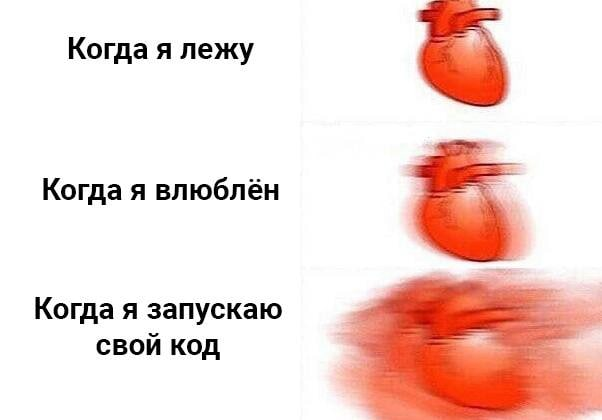 Когда я лежу
Когда я влюблён
Когда я запускаю
свой код